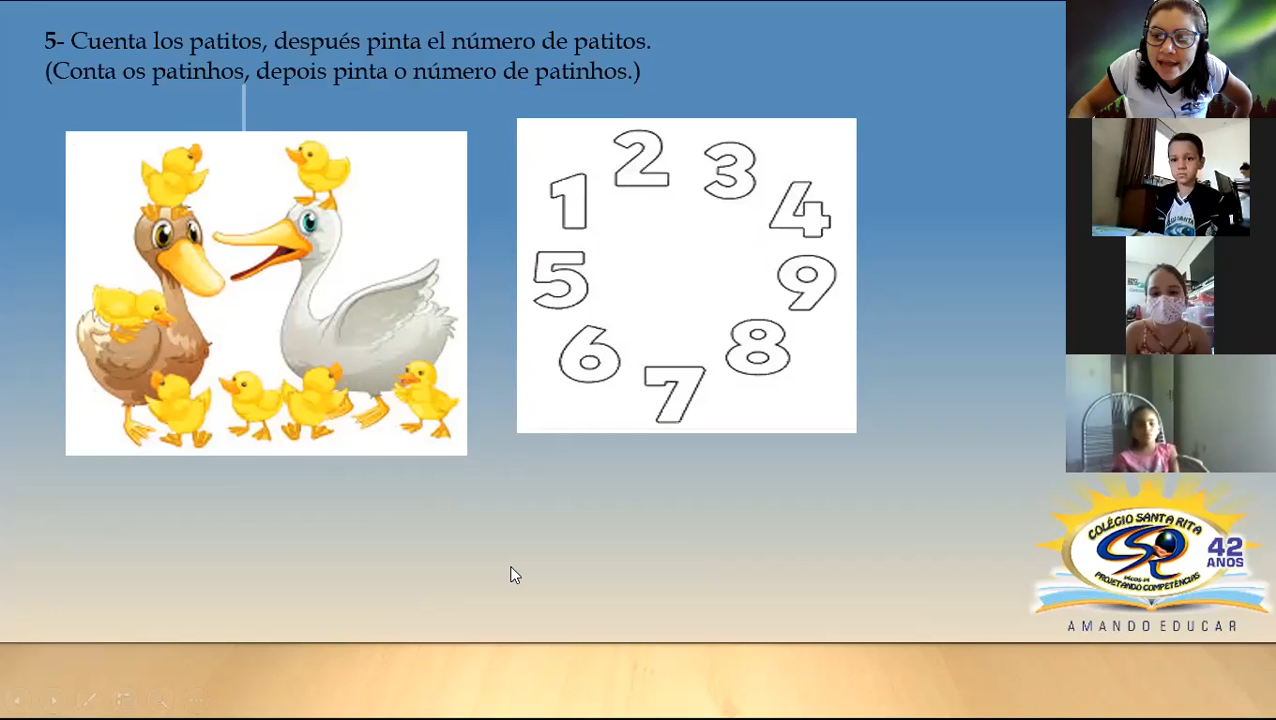 5- Cuenta los patitos, después pinta el número de patitos.
(Conta os patinhos, depois pinta o número de patinhos.)
1 2 3 4
5 9
6 7 8
COLÉGIO SANTA RITA
42
ANOS
PROJETANDO COMPETÊNCIAS
AMANDO EDUCAR